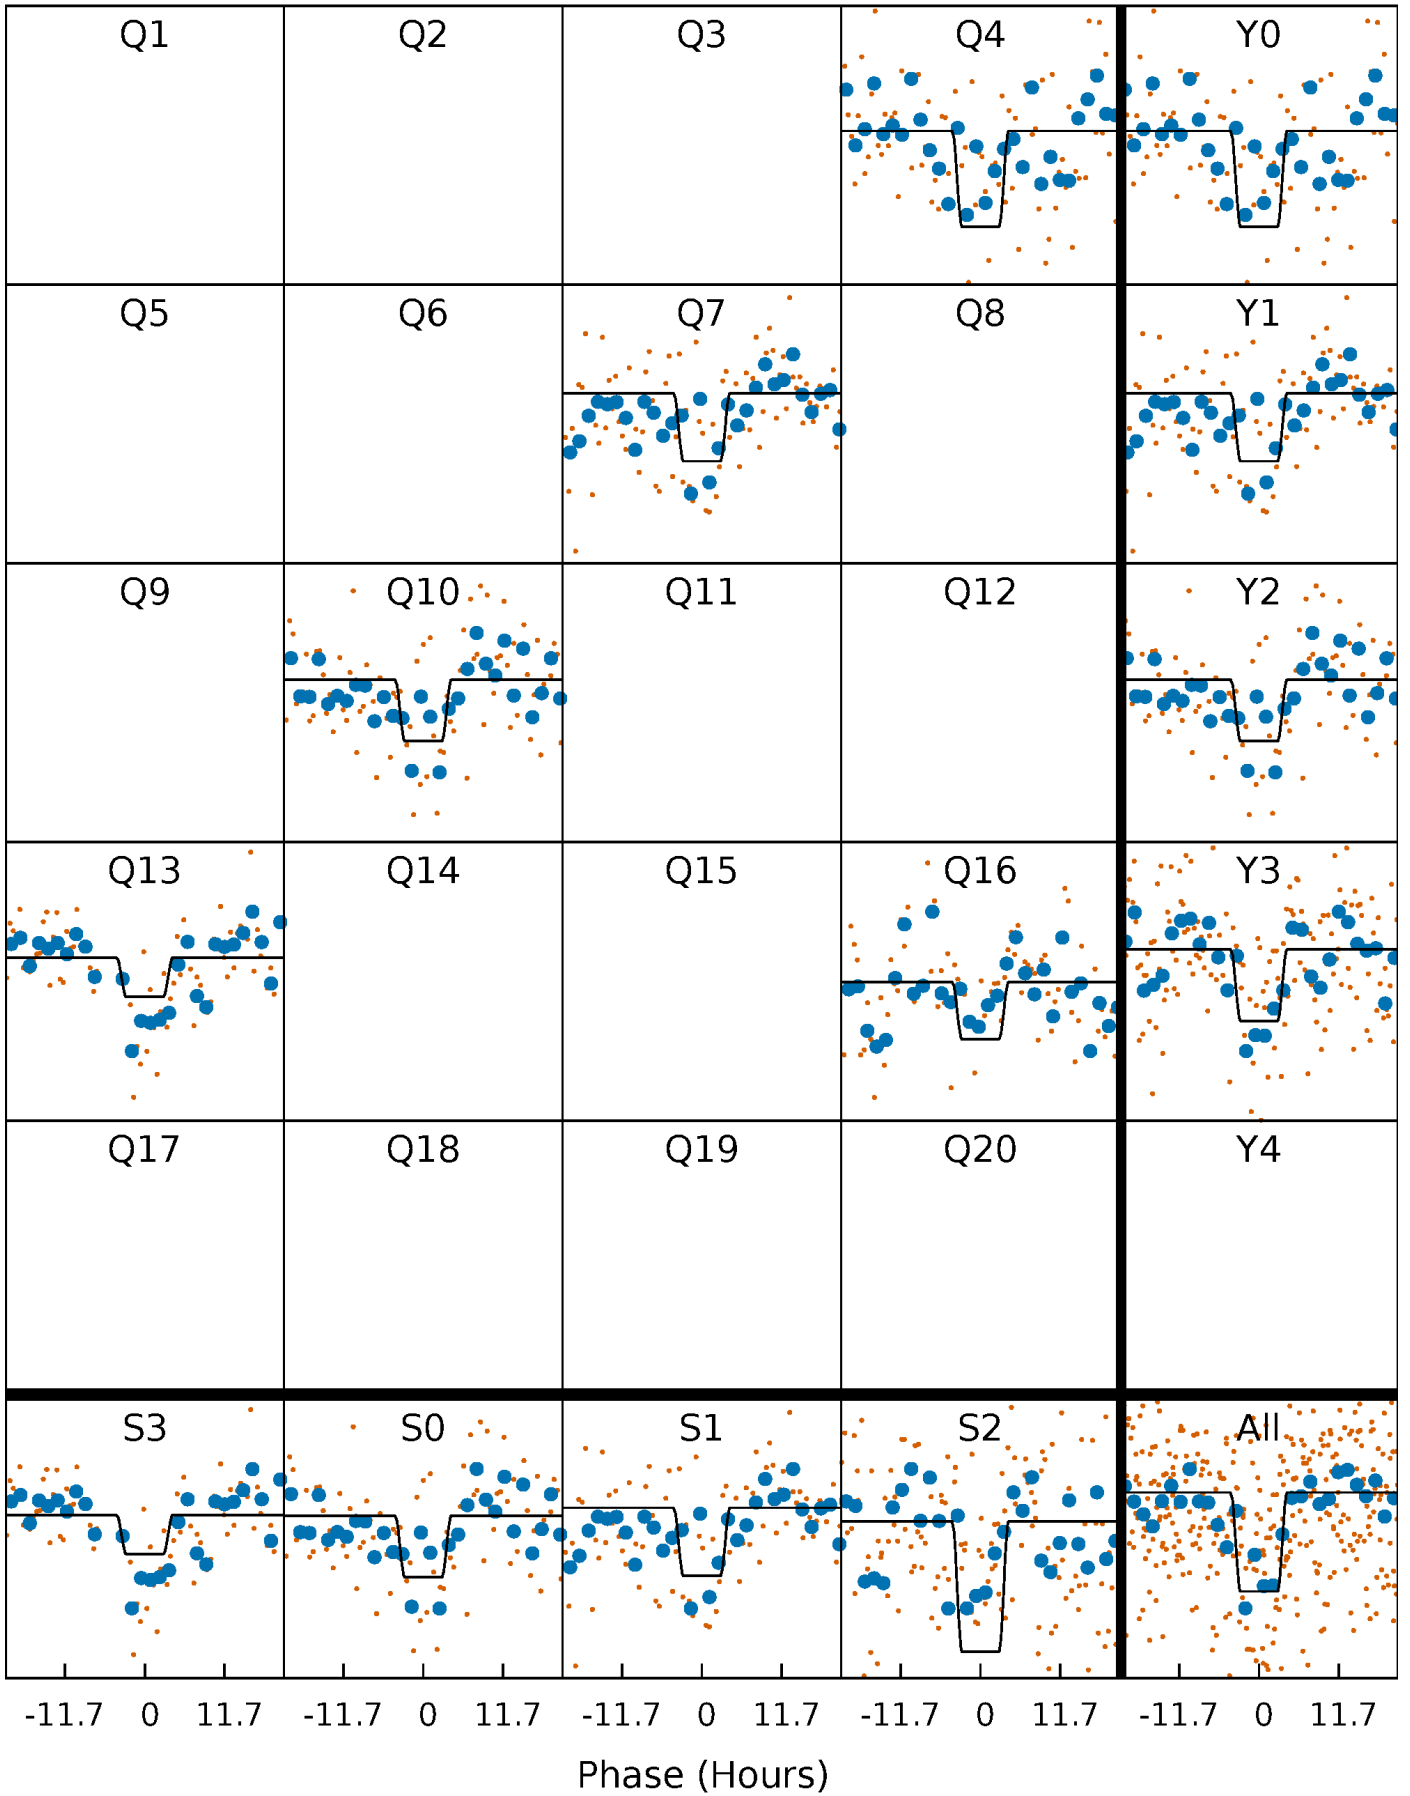 Q1 Q2 Q3 Q4 Y0
Q5 Q6 Q7 Q8 Y1
Q9 Q10 Q11 Q12 Y2
Q13 Q14 Q15 Q16 Y3
Q17 Q18 Q19 Q20 Y4
S3 S0 S1 S2 All
-11.7 0 11.7 -11.7 0 11.7 -11.7 0 11.7 -11.7 0 11.7 -11.7 0 11.7
Phase (Hours)